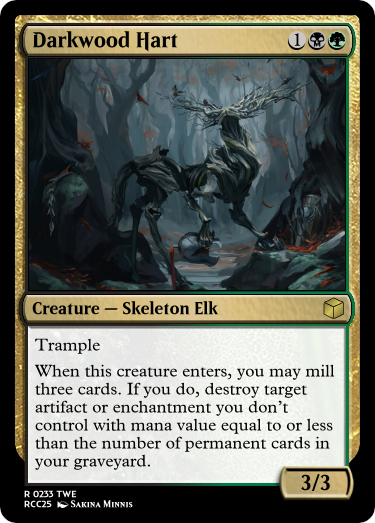 Darkwood Hart 1
Creature — Skeleton Elk
Trample
When this creature enters, you may mill
three cards. If you do, destroy target
artifact or enchantment you don't
control with mana value equal to or less
than the number of permanent cards in
your graveyard.
3/3
R 0233 TWE
RCC25 Sakina Minnis